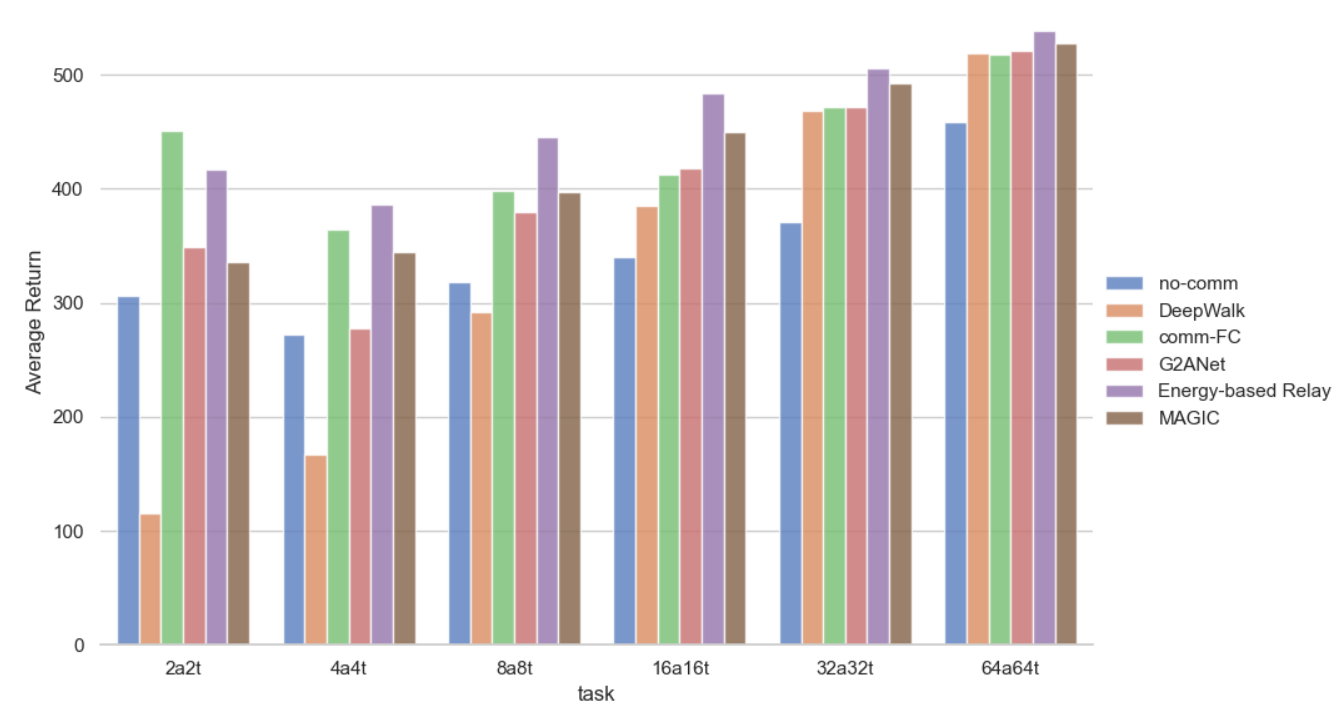 500
400
300
200
100
0
Average Return
2a2t
4a4t
8a8t
16a16t
32a32t
64a64t
task
no-comm
DeepWalk
comm-FC
G2ANet
Energy-based Relay
MAGIC